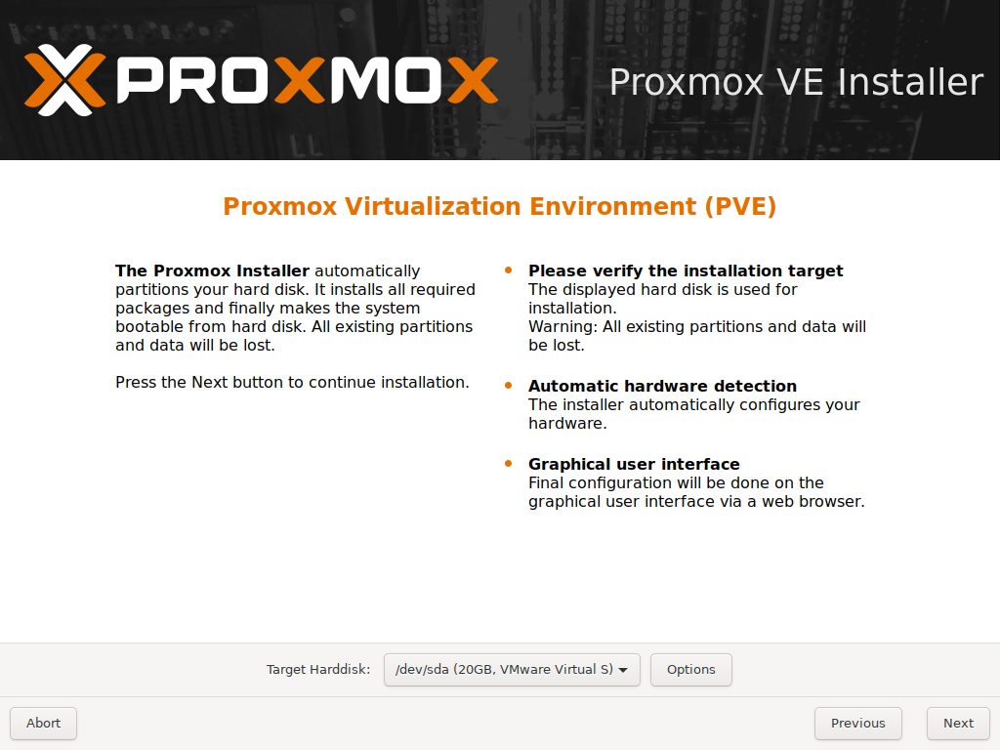 PROXMOX
Proxmox VE Installer
Proxmox Virtualization Environment (PVE)
The Proxmox Installer automatically
partitions your hard disk. It installs all required
packages and finally makes the system
bootable from hard disk. All existing partitions
and data will be lost.
Press the Next button to continue installation.
Please verify the installation target
The displayed hard disk is used for
installation.
Warning: All existing partitions and data will
be lost.
Automatic hardware detection
The installer automatically configures your
hardware.
Graphical user interface
Final configuration will be done on the
graphical user interface via a web browser.
Target Harddisk: /dev/sda (20GB, VMware Virtual S) Options
Abort Previous Next